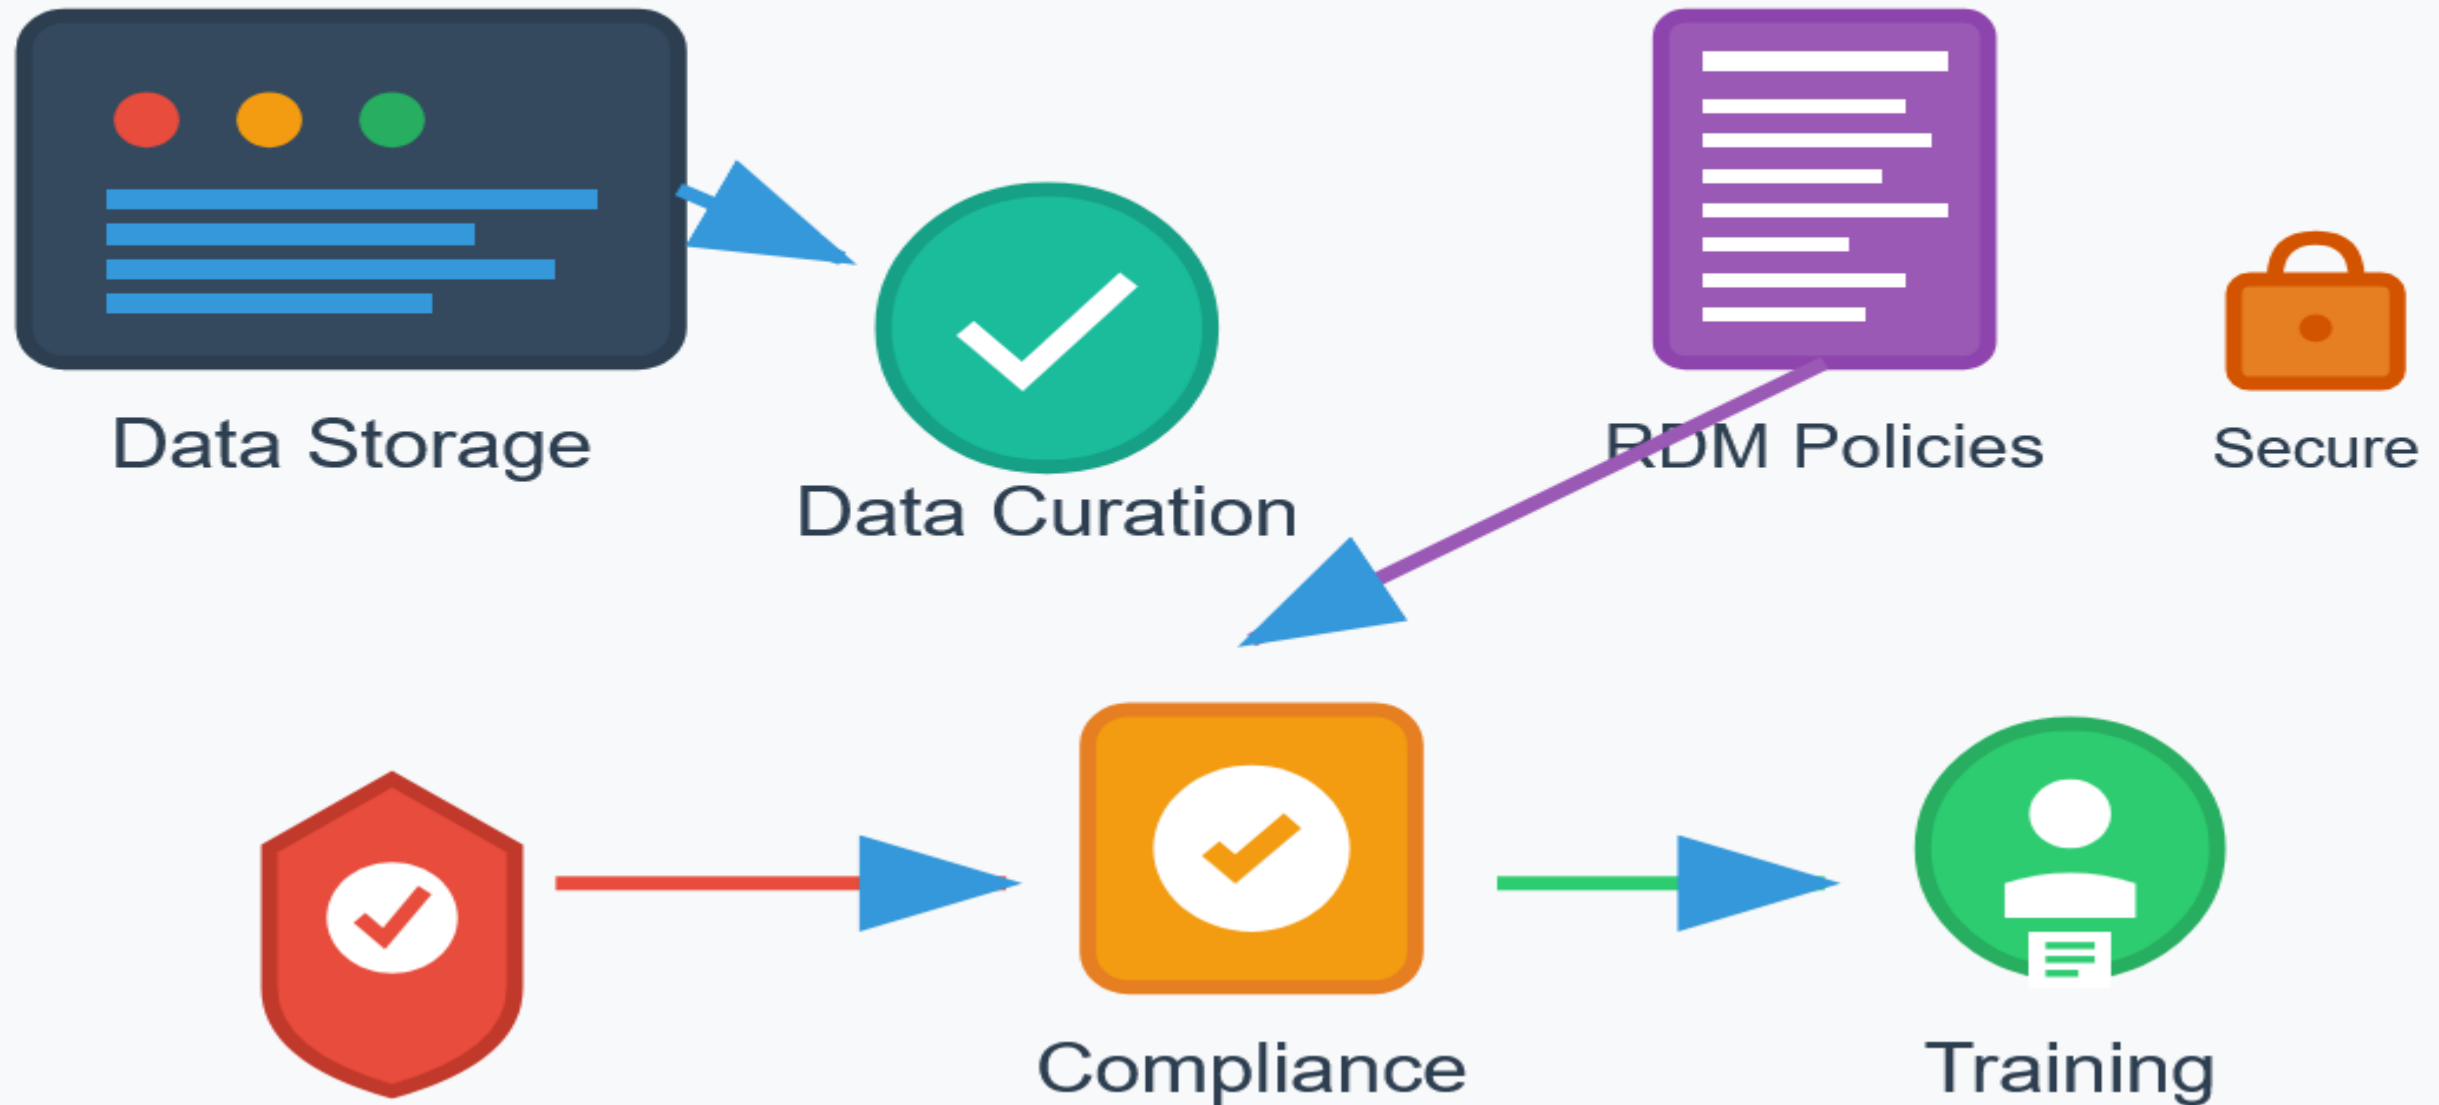 Data Storage
Data Curation
RDM Policies
Secure
Compliance
Training